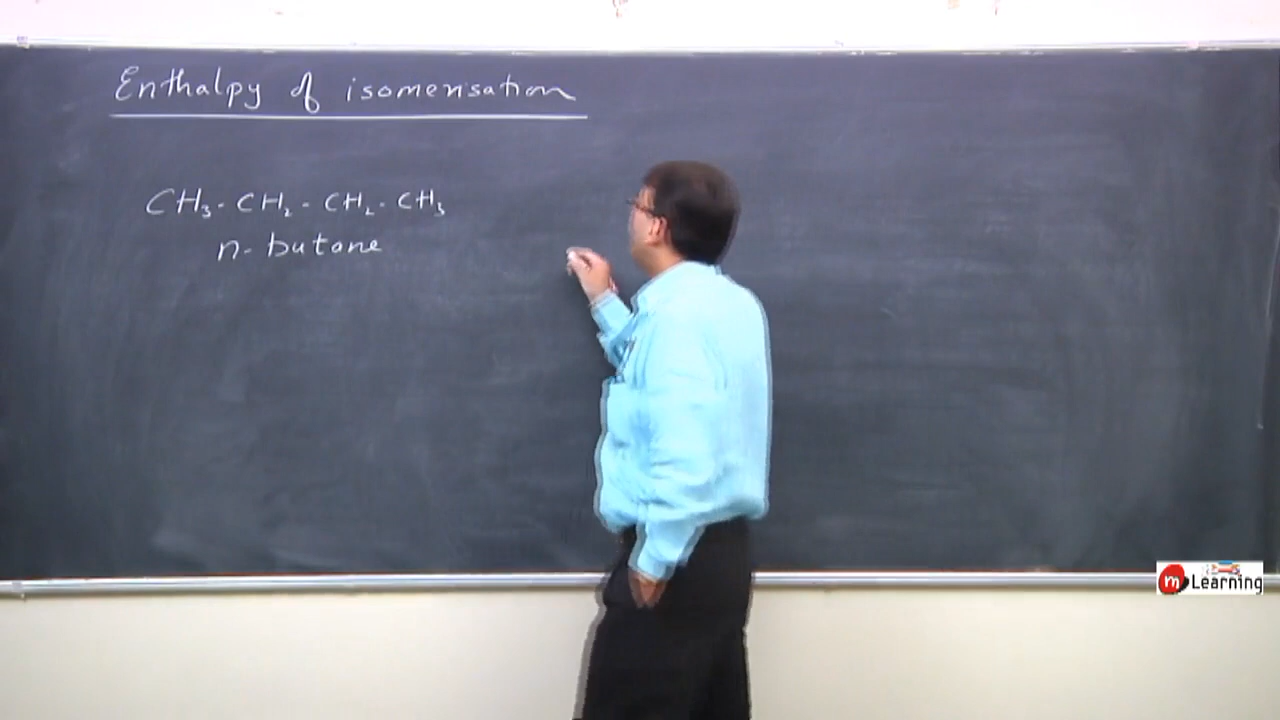 Enthalpy of isomerisation
CH₃ - CH₂ - CH₂ - CH₃
n- butane
m Learning